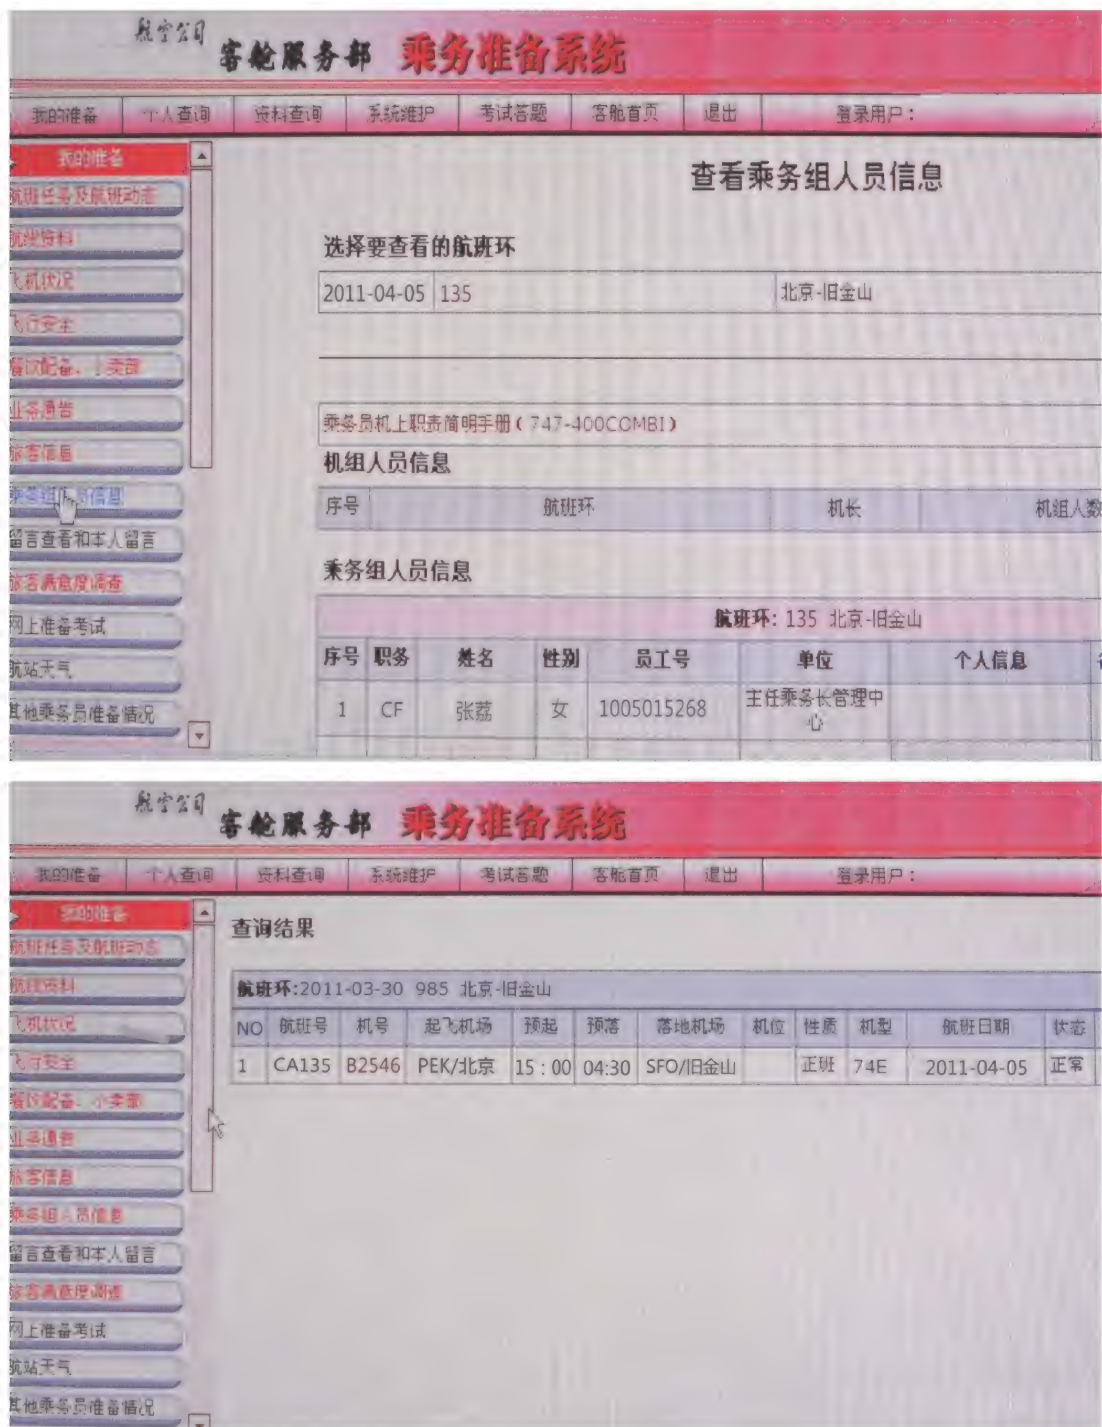 航空公司
客舱服务部 乘务准备系统
我的准备 个人查询 资料查询 系统维护 考试答题 客舱首页 退出 登录用户：
我的准备
航班任务及航班动态
航线资料
飞机状况
飞行安全
餐饮配备、小卖部
业务通告
旅客信息
乘务组人员信息
留言查看和本人留言
旅客满意度调查
网上准备考试
航站天气
其他乘务员准备情况
查看乘务组人员信息
选择要查看的航班环
2011-04-05 135 北京-旧金山
乘务员机上职责简明手册(747-400COMBI)
机组人员信息
序号 航班环 机长 机组人数
乘务组人员信息
航班环: 135 北京-旧金山
序号 职务 姓名 性别 员工号 单位 个人信息
1 CF 张荔 女 1005015268 主任乘务长管理中
心
航空公司
客舱服务部 乘务准备系统
我的准备 个人查询 资料查询 系统维护 考试答题 客舱首页 退出 登录用户：
我的准备
航班任务及航班动态
航线资料
飞机状况
飞行安全
餐饮配备、小卖部
业务通告
旅客信息
乘务组人员信息
留言查看和本人留言
旅客满意度调查
网上准备考试
航站天气
其他乘务员准备情况
查询结果
航班环:2011-03-30 985 北京-旧金山
NO 航班号 机号 起飞机场 预起 预落 落地机场 机位 性质 机型 航班日期 状态
1 CA135 B2546 PEK/北京 15：00 04:30 SFO/旧金山 正班 74E 2011-04-05 正常